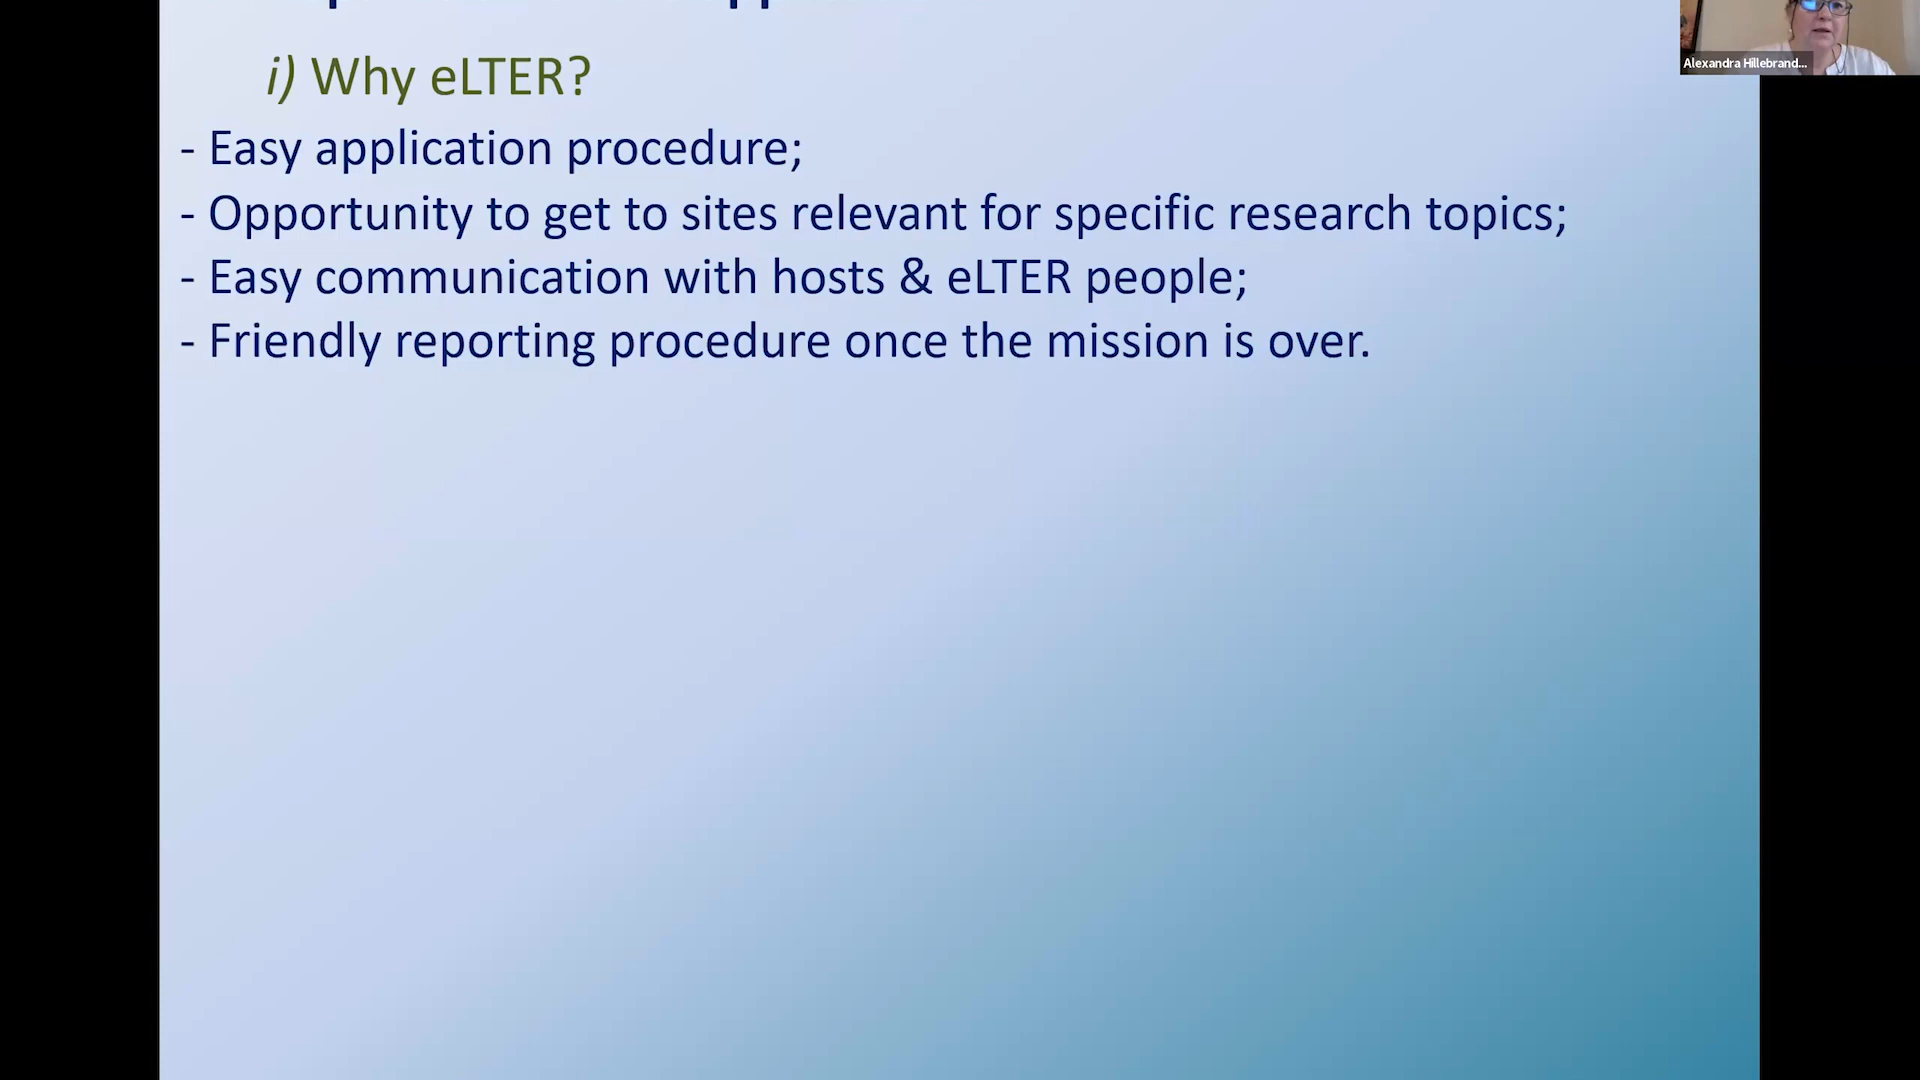 i) Why eLTER?
- Easy application procedure;
- Opportunity to get to sites relevant for specific research topics;
- Easy communication with hosts & eLTER people;
- Friendly reporting procedure once the mission is over.
Alexandra Hillebrand...